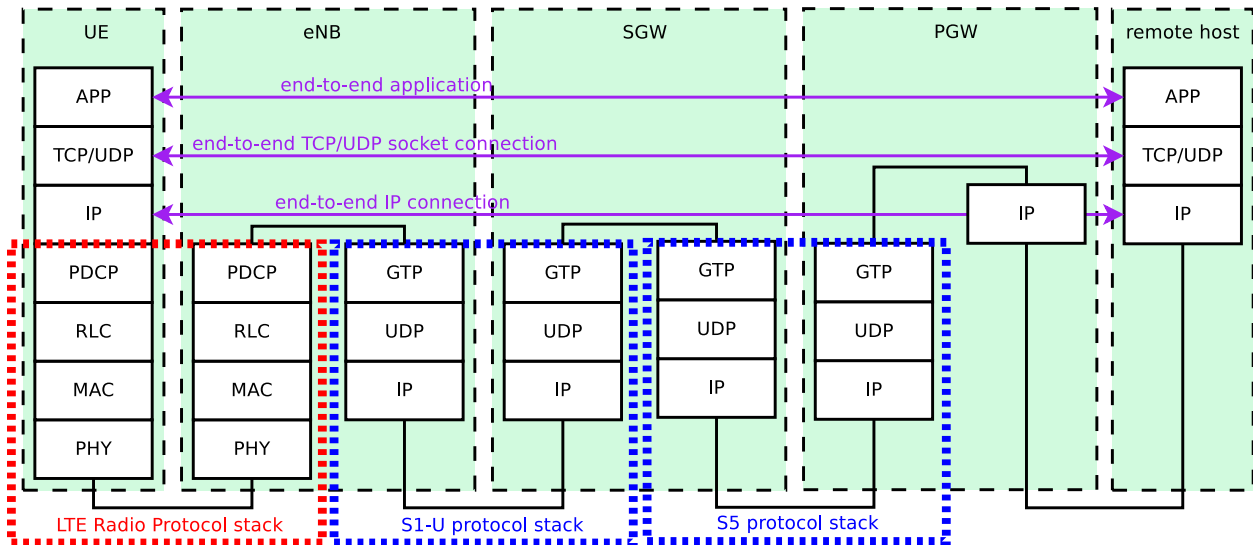 UE
eNB
SGW
PGW
remote host
APP
end-to-end application
APP
TCP/UDP
end-to-end TCP/UDP socket connection
TCP/UDP
IP
end-to-end IP connection
IP
IP
PDCP
PDCP
GTP
GTP
GTP
GTP
RLC
RLC
UDP
UDP
UDP
UDP
MAC
MAC
IP
IP
IP
IP
PHY
PHY
LTE Radio Protocol stack
S1-U protocol stack
S5 protocol stack